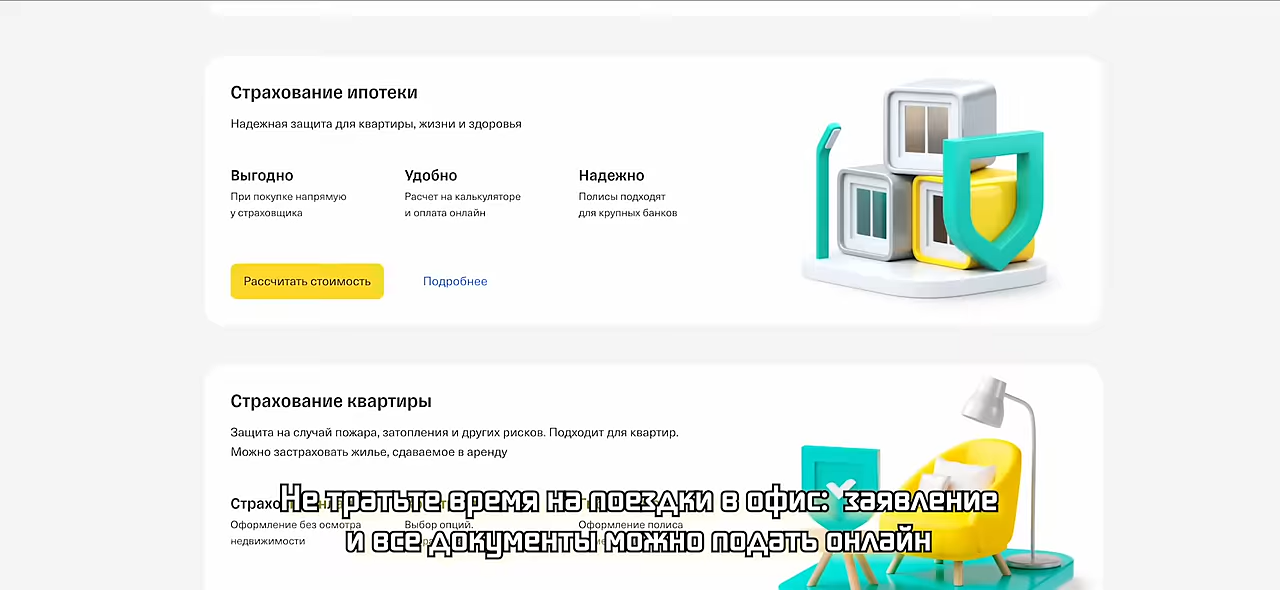 Страхование ипотеки
Надежная защита для квартиры, жизни и здоровья
Выгодно
Удобно
Надежно
При покупке напрямую
у страховщика
Расчет на калькуляторе
и оплата онлайн
Полисы подходят
для крупных банков
Рассчитать стоимость
Подробнее
Страхование квартиры
Защита на случай пожара, затопления и других рисков. Подходит для квартир.
Можно застраховать жилье, сдаваемое в аренду
Не тратьте время на поездки в офис: заявление
и все документы можно подать онлайн
Оформление без осмотра
недвижимости
Выбор опций.
Оформление полиса